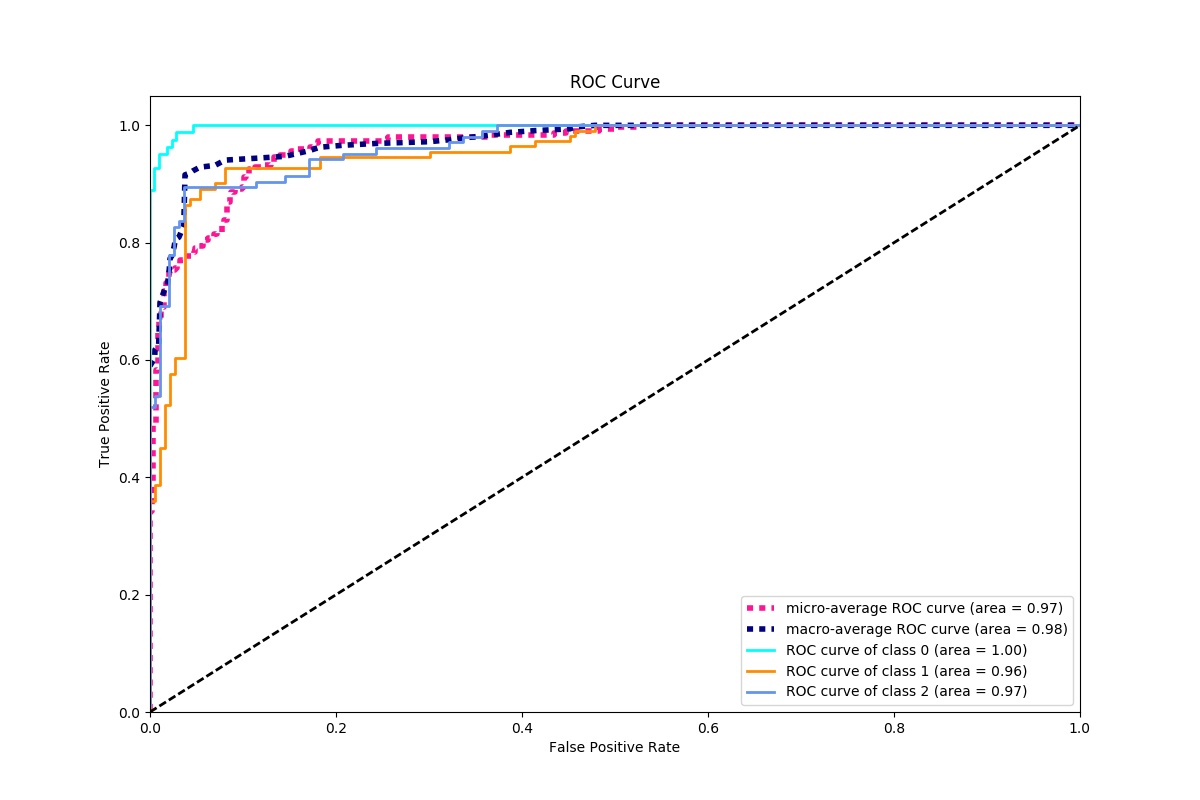 ROC Curve
1.0
0.8
0.6
0.4
0.2
0.0
True Positive Rate
0.0 0.2 0.4 0.6 0.8 1.0
False Positive Rate
micro-average ROC curve (area = 0.97)
macro-average ROC curve (area = 0.98)
ROC curve of class 0 (area = 1.00)
ROC curve of class 1 (area = 0.96)
ROC curve of class 2 (area = 0.97)